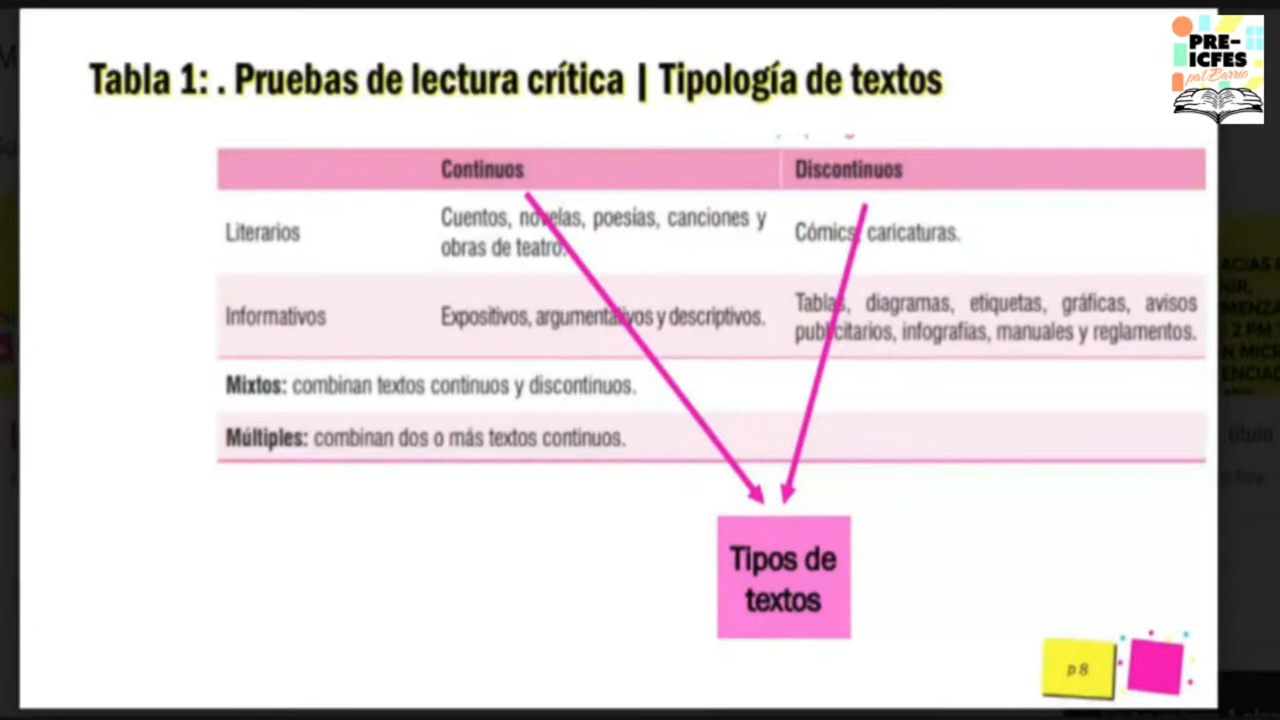 PRE-
ICFES
pal Barrio
Tabla 1: . Pruebas de lectura crítica | Tipología de textos
Continuos
Discontinuos
Literarios
Cuentos, novelas, poesías, canciones y
obras de teatro.
Cómics, caricaturas.
Informativos
Expositivos, argumentativos y descriptivos.
Tablas, diagramas, etiquetas, gráficas, avisos
publicitarios, infografías, manuales y reglamentos.
Mixtos: combinan textos continuos y discontinuos.
Múltiples: combinan dos o más textos continuos.
Tipos de
textos
p 8